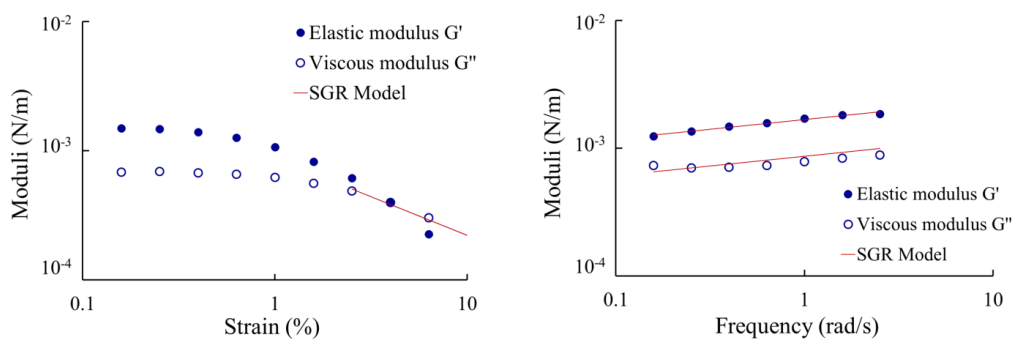 10-2
Elastic modulus G'
Viscous modulus G"
SGR Model
10-3
10-4
Moduli (N/m)
0.1
1
10
Strain (%)
10-2
10-3
Elastic modulus G'
Viscous modulus G"
SGR Model
10-4
Moduli (N/m)
0.1
1
10
Frequency (rad/s)